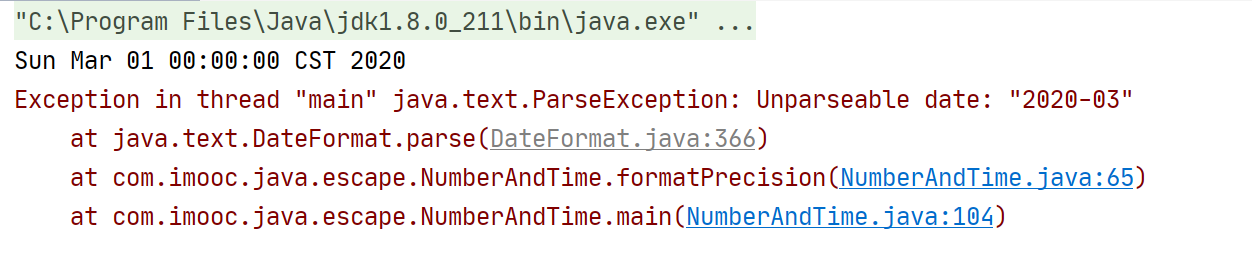 "C:\Program Files\Java\jdk1.8.0_211\bin\java.exe" ...
Sun Mar 01 00:00:00 CST 2020
Exception in thread "main" java.text.ParseException: Unparseable date: "2020-03"
    at java.text.DateFormat.parse(DateFormat.java:366)
    at com.imooc.java.escape.NumberAndTime.formatPrecision(NumberAndTime.java:65)
    at com.imooc.java.escape.NumberAndTime.main(NumberAndTime.java:104)